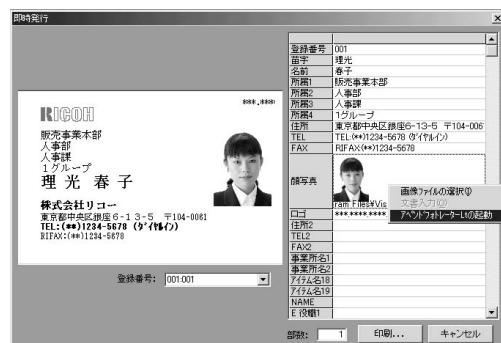 即時発行
×
RICOH
***.***
販売事業本部
人事部
人事課
1グループ
理 光 春 子
株式会社リコー
東京都中央区銀座6-13-5 〒104-0061
TEL:(**)1234-5678 (ダイヤルイン)
RIFAX:(**)1234-5678
登録番号: 001:001
登録番号 001
苗字 理光
名前 春子
所属1 販売事業本部
所属2 人事部
所属3 人事課
所属4 1グループ
住所 東京都中央区銀座6-13-5 〒104-006
TEL TEL:(**)1234-5678 (ダイヤルイン)
FAX RIFAX:(**)1234-5678
顔写真
ram Files¥Vis
画像ファイルの選択(I)
文書入力(O)
アペンドフォトレーターLtの起動
ロゴ ***.****.****
住所2
TEL2
FAX2
事業所名1
事業所名2
アイテム名18
アイテム名19
NAME
E 役職1
部数: 1 印刷... キャンセル